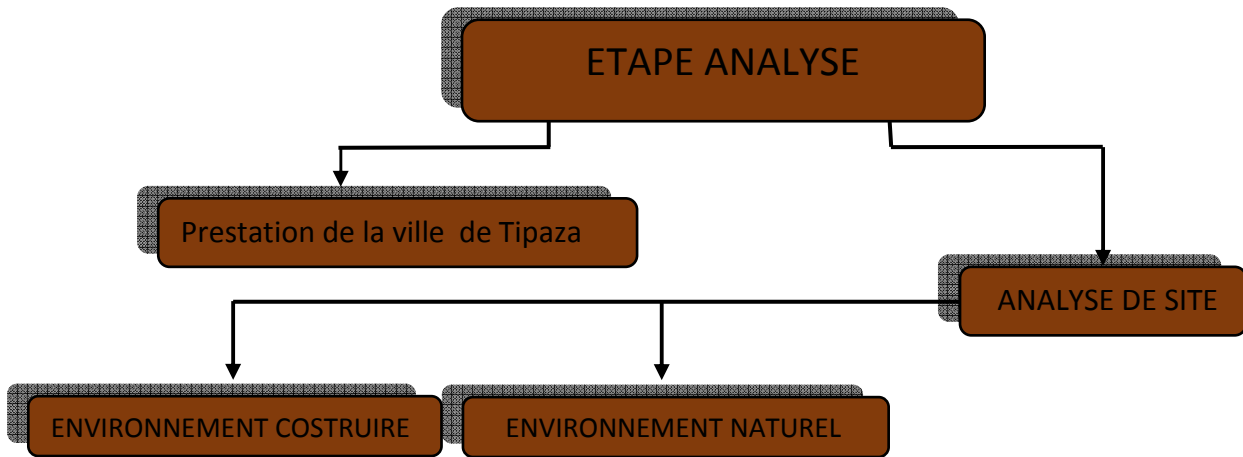 ETAPE ANALYSE
Prestation de la ville de Tipaza
ANALYSE DE SITE
ENVIRONNEMENT COSTRUIRE
ENVIRONNEMENT NATUREL